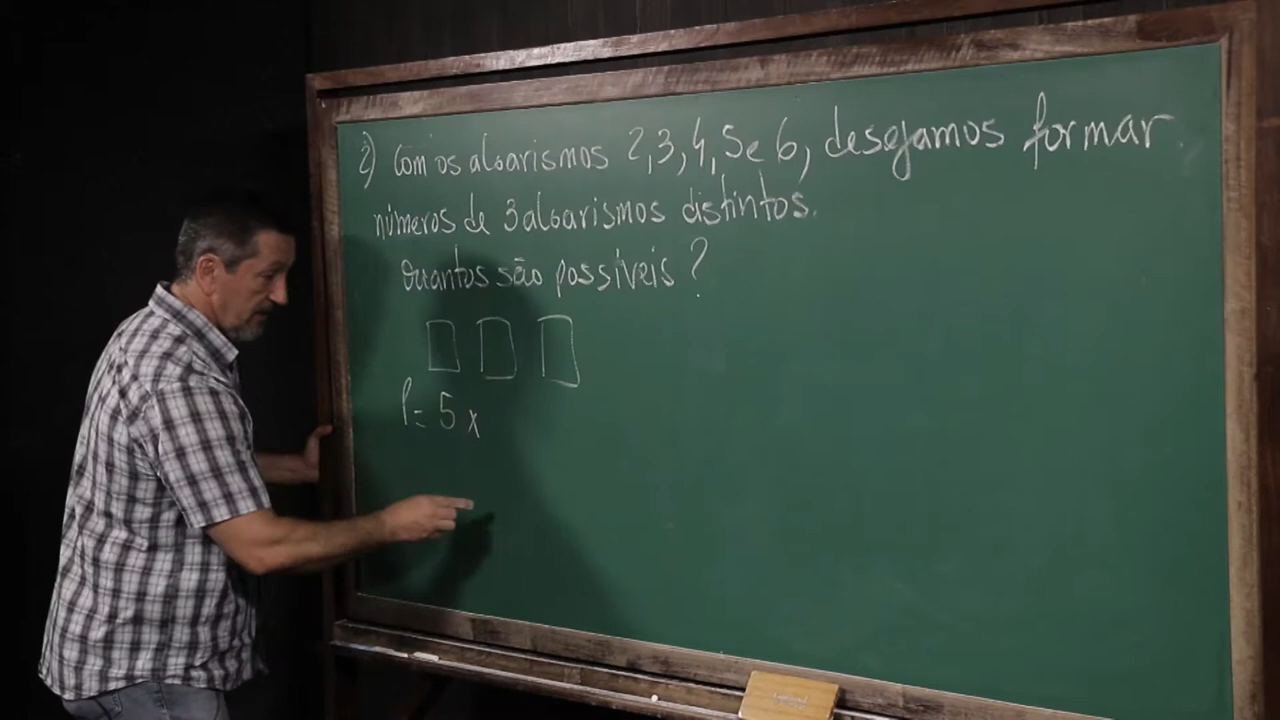 2) Com os algarismos 2,3,4,5 e 6, desejamos formar
números de 3 algarismos distintos.
Quantos são possíveis?
P= 5 x